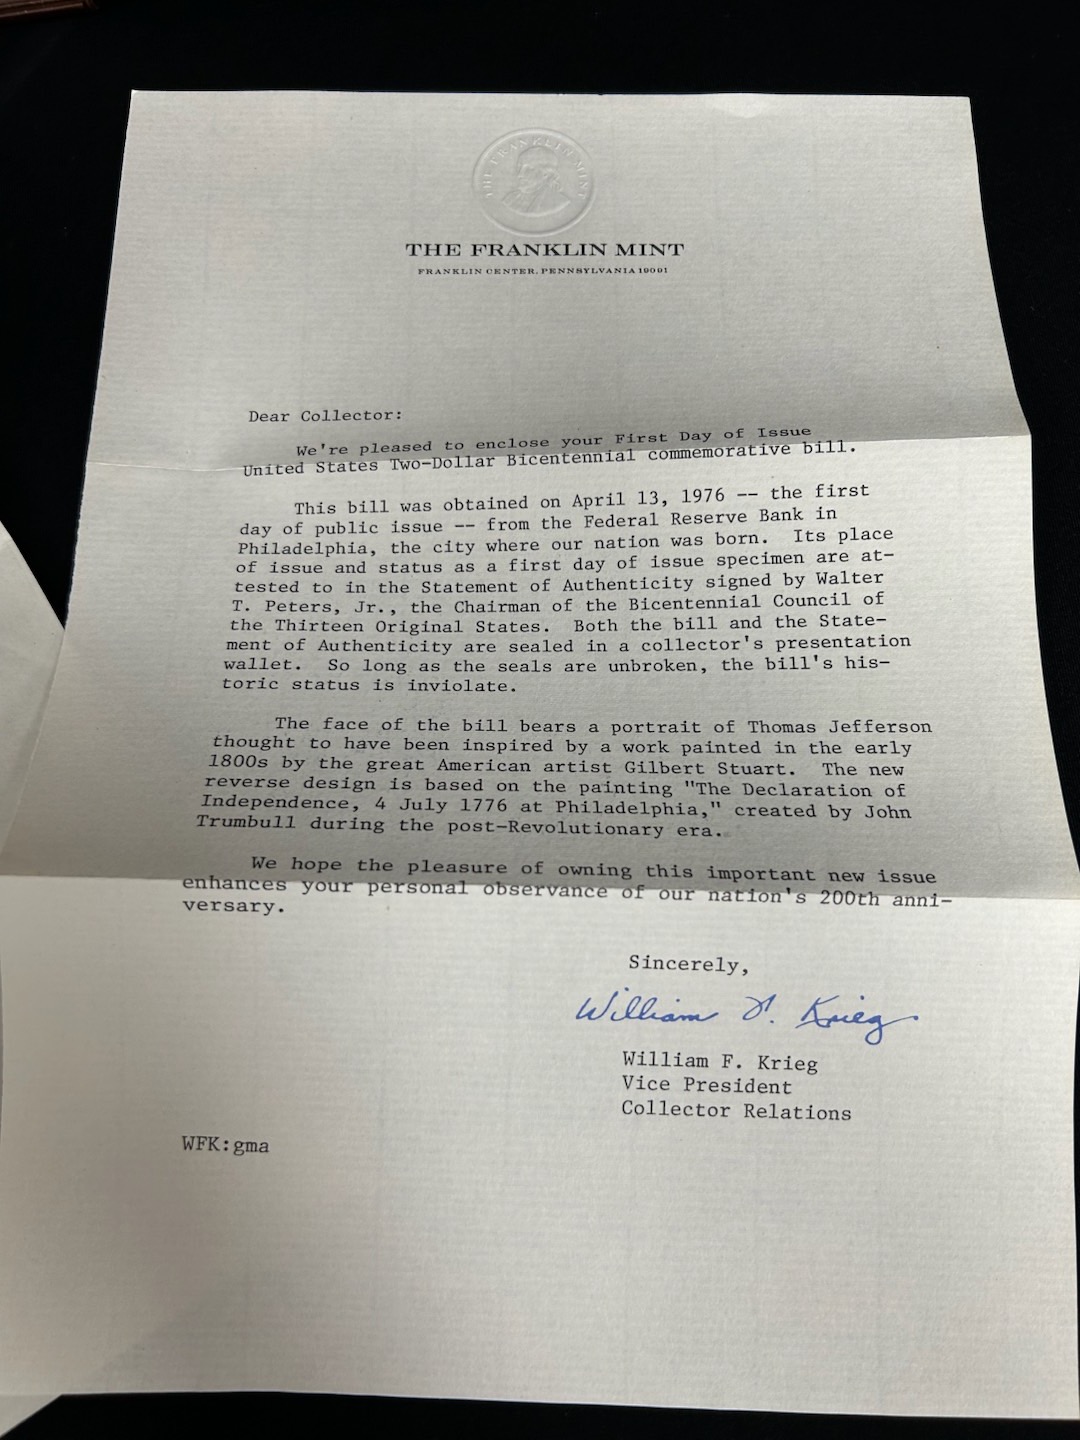 THE FRANKLIN MINT
THE FRANKLIN MINT
FRANKLIN CENTER, PENNSYLVANIA 19091
Dear Collector:
We're pleased to enclose your First Day of Issue
United States Two-Dollar Bicentennial commemorative bill.
This bill was obtained on April 13, 1976 -- the first
day of public issue -- from the Federal Reserve Bank in
Philadelphia, the city where our nation was born. Its place
of issue and status as a first day of issue specimen are at-
tested to in the Statement of Authenticity signed by Walter
T. Peters, Jr., the Chairman of the Bicentennial Council of
the Thirteen Original States. Both the bill and the State-
ment of Authenticity are sealed in a collector's presentation
wallet. So long as the seals are unbroken, the bill's his-
toric status is inviolate.
The face of the bill bears a portrait of Thomas Jefferson
thought to have been inspired by a work painted in the early
1800s by the great American artist Gilbert Stuart. The new
reverse design is based on the painting "The Declaration of
Independence, 4 July 1776 at Philadelphia," created by John
Trumbull during the post-Revolutionary era.
We hope the pleasure of owning this important new issue
enhances your personal observance of our nation's 200th anni-
versary.
Sincerely,
William F. Krieg
William F. Krieg
Vice President
Collector Relations
WFK:gma